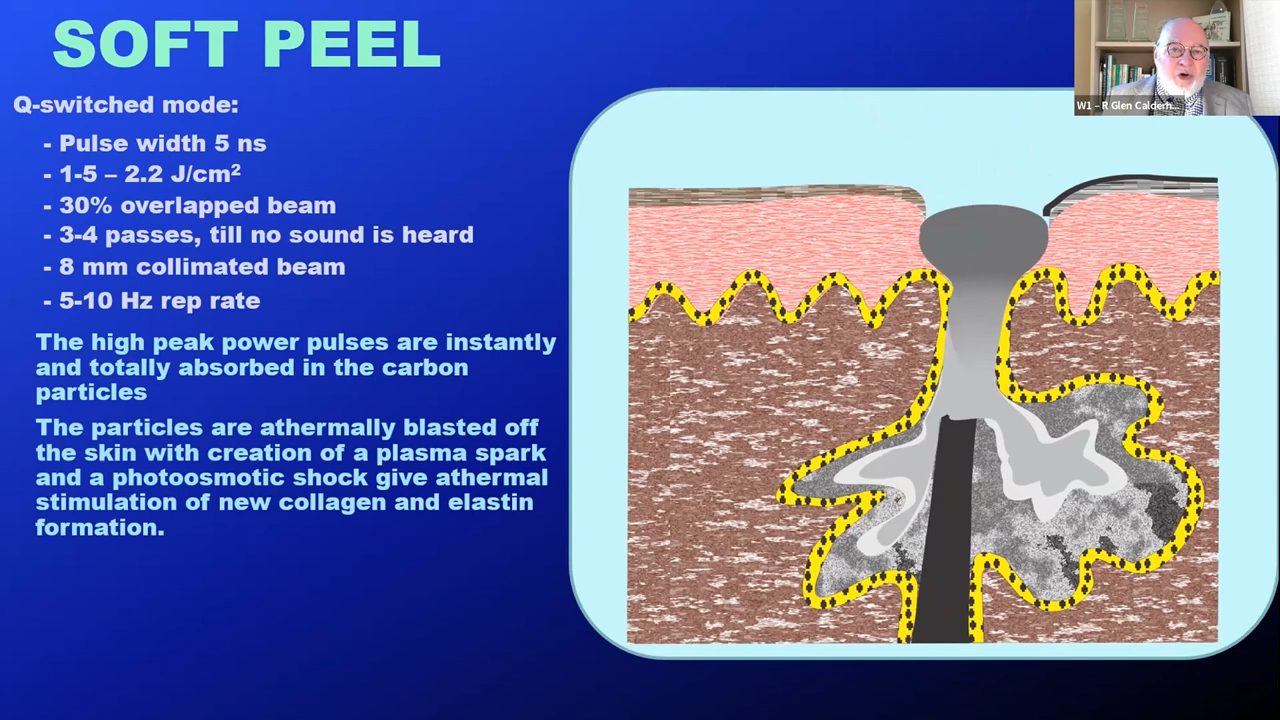 SOFT PEEL
W1 – R Glen Calderh...
Q-switched mode:
- Pulse width 5 ns
- 1-5 – 2.2 J/cm²
- 30% overlapped beam
- 3-4 passes, till no sound is heard
- 8 mm collimated beam
- 5-10 Hz rep rate
The high peak power pulses are instantly
and totally absorbed in the carbon
particles
The particles are athermally blasted off
the skin with creation of a plasma spark
and a photoosmotic shock give athermal
stimulation of new collagen and elastin
formation.